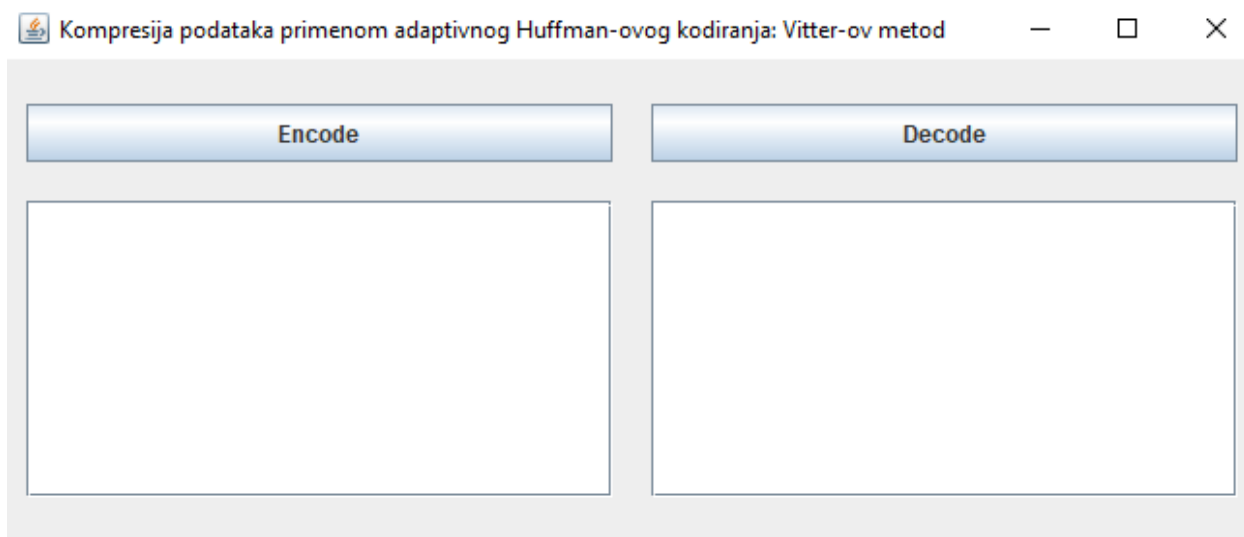 Kompresija podataka primenom adaptivnog Huffman-ovog kodiranja: Vitter-ov metod
Encode
Decode